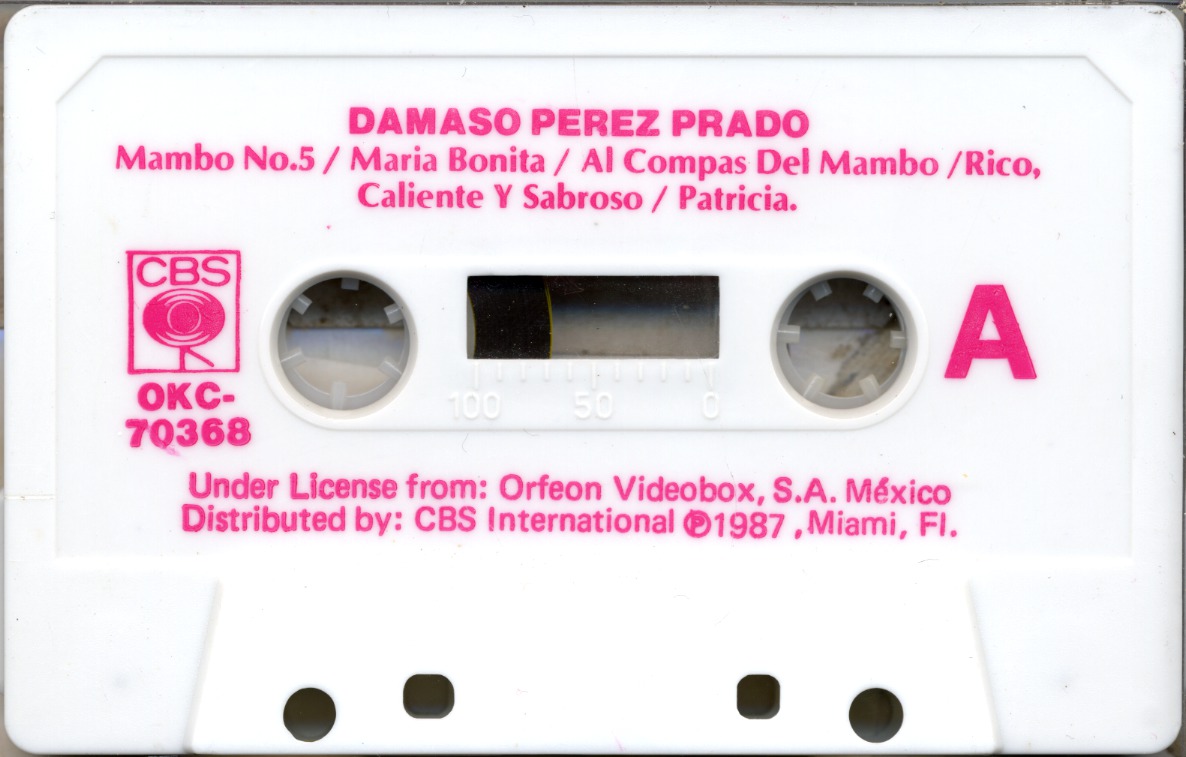 DAMASO PEREZ PRADO
Mambo No.5 / Maria Bonita / Al Compas Del Mambo /Rico,
Caliente Y Sabroso / Patricia.
CBS
A
OKC-
70368
100 50 0
Under License from: Orfeon Videobox, S.A. México
Distributed by: CBS International ℗1987, Miami, Fl.